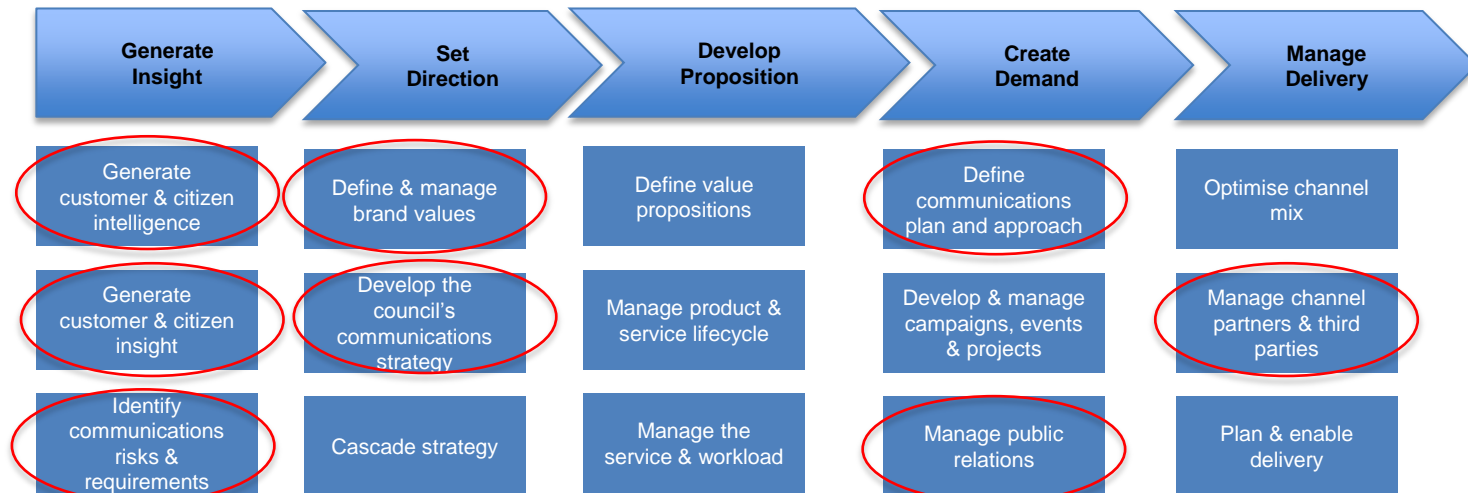 Generate
Insight
Set
Direction
Develop
Proposition
Create
Demand
Manage
Delivery
Generate
customer & citizen
intelligence
Define & manage
brand values
Define value
propositions
Define
communications
plan and approach
Optimise channel
mix
Generate
customer & citizen
insight
Develop the
council’s
communications
strategy
Manage product &
service lifecycle
Develop & manage
campaigns, events
& projects
Manage channel
partners & third
parties
Identify
communications
risks &
requirements
Cascade strategy
Manage the
service & workload
Manage public
relations
Plan & enable
delivery